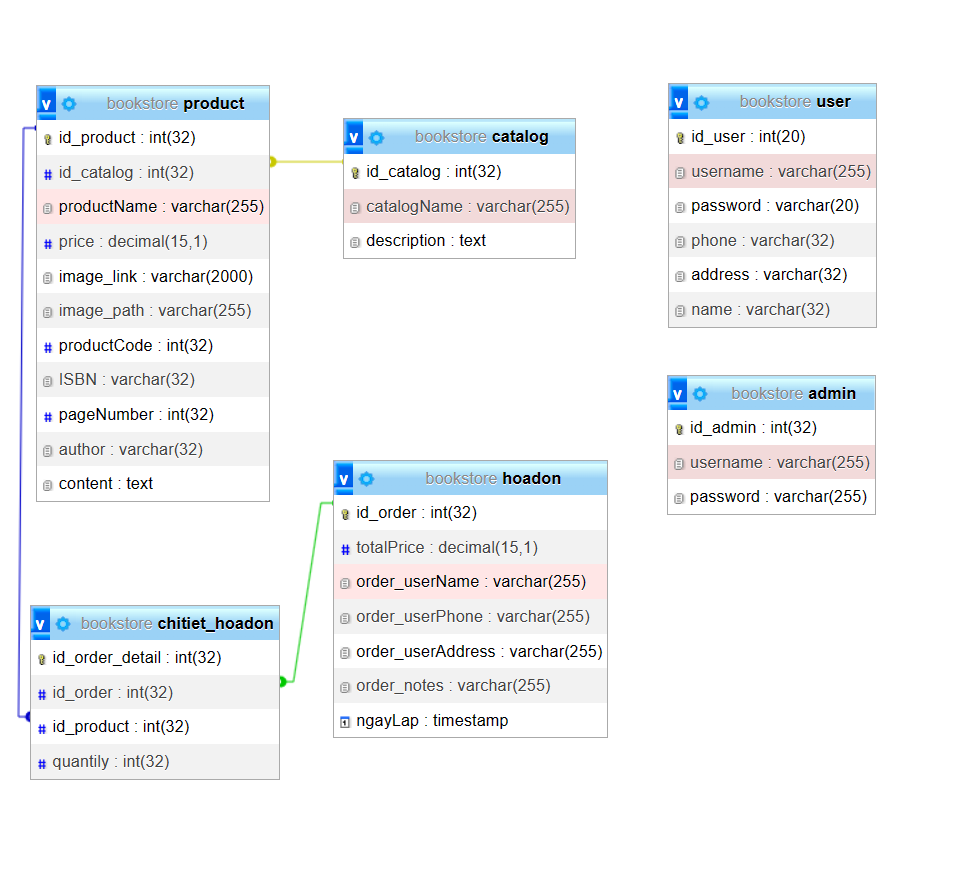 v bookstore product
id_product : int(32)
id_catalog : int(32)
productName : varchar(255)
price : decimal(15,1)
image_link : varchar(2000)
image_path : varchar(255)
productCode : int(32)
ISBN : varchar(32)
pageNumber : int(32)
author : varchar(32)
content : text
v bookstore catalog
id_catalog : int(32)
catalogName : varchar(255)
description : text
v bookstore user
id_user : int(20)
username : varchar(255)
password : varchar(20)
phone : varchar(32)
address : varchar(32)
name : varchar(32)
v bookstore admin
id_admin : int(32)
username : varchar(255)
password : varchar(255)
v bookstore hoadon
id_order : int(32)
totalPrice : decimal(15,1)
order_userName : varchar(255)
order_userPhone : varchar(255)
order_userAddress : varchar(255)
order_notes : varchar(255)
ngayLap : timestamp
v bookstore chitiet_hoadon
id_order_detail : int(32)
id_order : int(32)
id_product : int(32)
quantily : int(32)